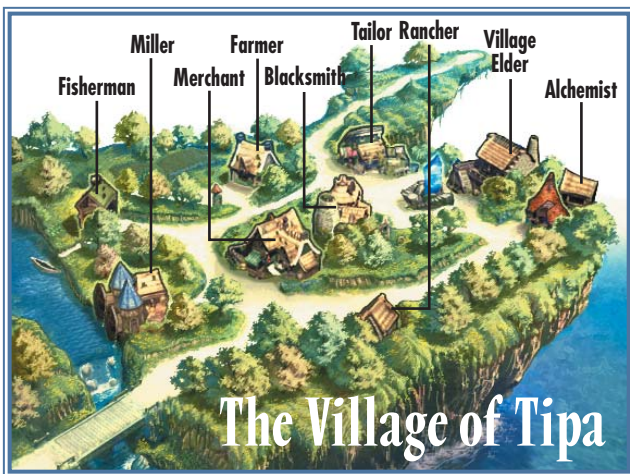 Tailor
Rancher
Village
Elder
Miller
Farmer
Fisherman
Merchant
Blacksmith
Alchemist
The Village of Tipa